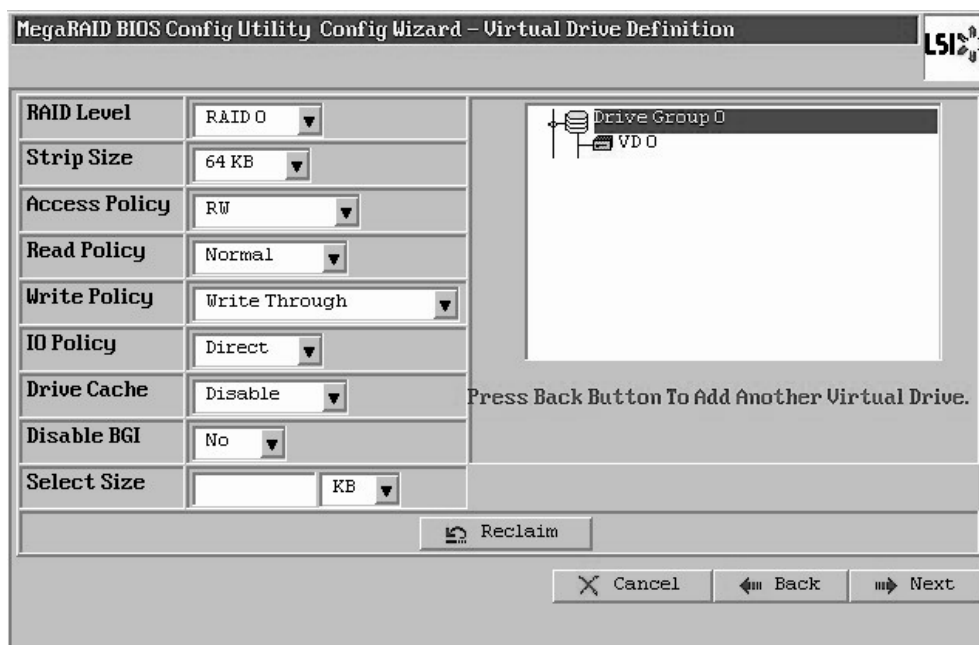 MegaRAID BIOS Config Utility Config Wizard – Virtual Drive Definition
LSI
RAID Level RAID 0
Strip Size 64 KB
Access Policy RW
Read Policy Normal
Write Policy Write Through
IO Policy Direct
Drive Cache Disable
Disable BGI No
Select Size KB
Drive Group 0
VD 0
Press Back Button To Add Another Virtual Drive.
Reclaim
Cancel Back Next